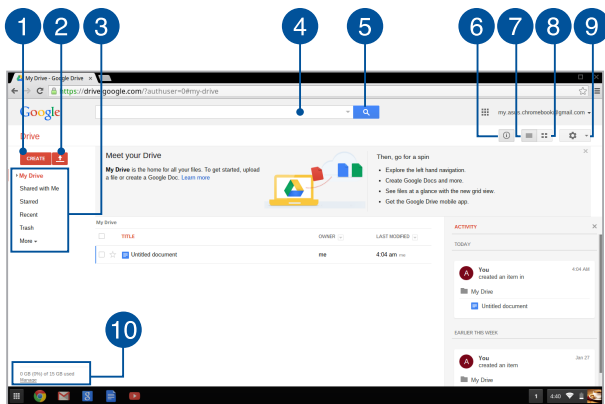 1 2 3 4 5 6 7 8 9
My Drive - Google Drive ×
https://drive.google.com/?authuser=0#my-drive
Google
my.asus.chromebook@gmail.com
Drive
CREATE
Meet your Drive
My Drive is the home for all your files. To get started, upload
a file or create a Google Doc. Learn more
Then, go for a spin
• Explore the left hand navigation.
• Create Google Docs and more.
• See files at a glance with the new grid view.
• Get the Google Drive mobile app.
My Drive
Shared with Me
Starred
Recent
Trash
More
My Drive
TITLE OWNER LAST MODIFIED
Untitled document me 4:04 am me
ACTIVITY ×
TODAY
A You 4:04 AM
created an item in
My Drive
Untitled document
EARLIER THIS WEEK
A You Jan 27
created an item
My Drive
10
0 GB (0%) of 15 GB used
Manage
8
1 4:40